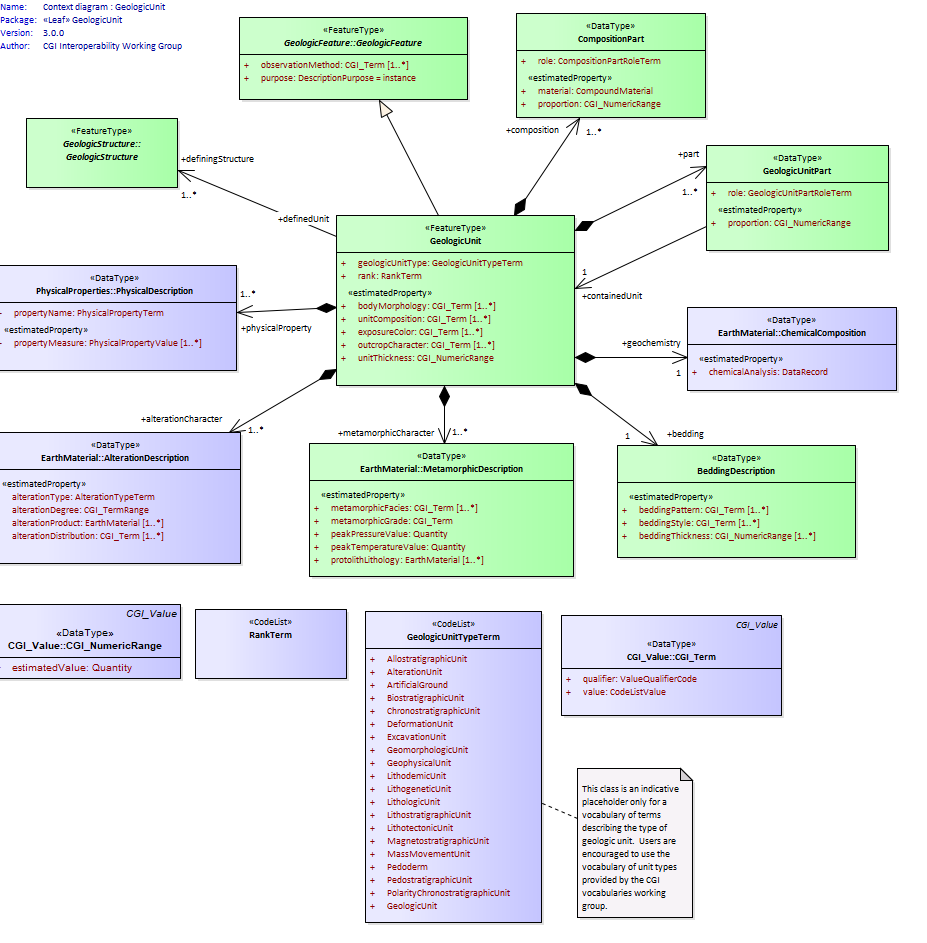 Name: Context diagram : GeologicUnit
Package: «Leaf» GeologicUnit
Version: 3.0.0
Author: CGI Interoperability Working Group
«FeatureType»
GeologicFeature::GeologicFeature
+ observationMethod: CGI_Term [1..*]
+ purpose: DescriptionPurpose = instance
«DataType»
CompositionPart
+ role: CompositionPartRoleTerm
«estimatedProperty»
+ material: CompoundMaterial
+ proportion: CGI_NumericRange
«FeatureType»
GeologicStructure::
GeologicStructure
+definingStructure
1..*
+definedUnit
+composition
1..*
+part
1..*
«DataType»
GeologicUnitPart
+ role: GeologicUnitPartRoleTerm
«estimatedProperty»
+ proportion: CGI_NumericRange
1
+containedUnit
«FeatureType»
GeologicUnit
+ geologicUnitType: GeologicUnitTypeTerm
+ rank: RankTerm
«estimatedProperty»
+ bodyMorphology: CGI_Term [1..*]
+ unitComposition: CGI_Term [1..*]
+ exposureColor: CGI_Term [1..*]
+ outcropCharacter: CGI_Term [1..*]
+ unitThickness: CGI_NumericRange
«DataType»
PhysicalProperties::PhysicalDescription
+ propertyName: PhysicalPropertyTerm
«estimatedProperty»
+ propertyMeasure: PhysicalPropertyValue [1..*]
1..*
+physicalProperty
+geochemistry
1
«DataType»
EarthMaterial::ChemicalComposition
«estimatedProperty»
+ chemicalAnalysis: DataRecord
+alterationCharacter
1..*
+metamorphicCharacter
1..*
1
+bedding
«DataType»
EarthMaterial::AlterationDescription
«estimatedProperty»
alterationType: AlterationTypeTerm
alterationDegree: CGI_TermRange
alterationProduct: EarthMaterial [1..*]
alterationDistribution: CGI_Term [1..*]
«DataType»
EarthMaterial::MetamorphicDescription
«estimatedProperty»
+ metamorphicFacies: CGI_Term [1..*]
+ metamorphicGrade: CGI_Term
+ peakPressureValue: Quantity
+ peakTemperatureValue: Quantity
+ protolithLithology: EarthMaterial [1..*]
«DataType»
BeddingDescription
«estimatedProperty»
+ beddingPattern: CGI_Term [1..*]
+ beddingStyle: CGI_Term [1..*]
+ beddingThickness: CGI_NumericRange [1..*]
CGI_Value
«DataType»
CGI_Value::CGI_NumericRange
+ estimatedValue: Quantity
«CodeList»
RankTerm
«CodeList»
GeologicUnitTypeTerm
+ AllostratigraphicUnit
+ AlterationUnit
+ ArtificialGround
+ BiostratigraphicUnit
+ ChronostratigraphicUnit
+ DeformationUnit
+ ExcavationUnit
+ GeomorphologicUnit
+ GeophysicalUnit
+ LithodemicUnit
+ LithogeneticUnit
+ LithologicUnit
+ LithostratigraphicUnit
+ LithotectonicUnit
+ MagnetostratigraphicUnit
+ MassMovementUnit
+ Pedoderm
+ PedostratigraphicUnit
+ PolarityChronostratigraphicUnit
+ GeologicUnit
CGI_Value
«DataType»
CGI_Value::CGI_Term
+ qualifier: ValueQualifierCode
+ value: CodeListValue
This class is an indicative
placeholder only for a
vocabulary of terms
describing the type of
geologic unit. Users are
encouraged to use the
vocabulary of unit types
provided by the CGI
vocabularies working
group.